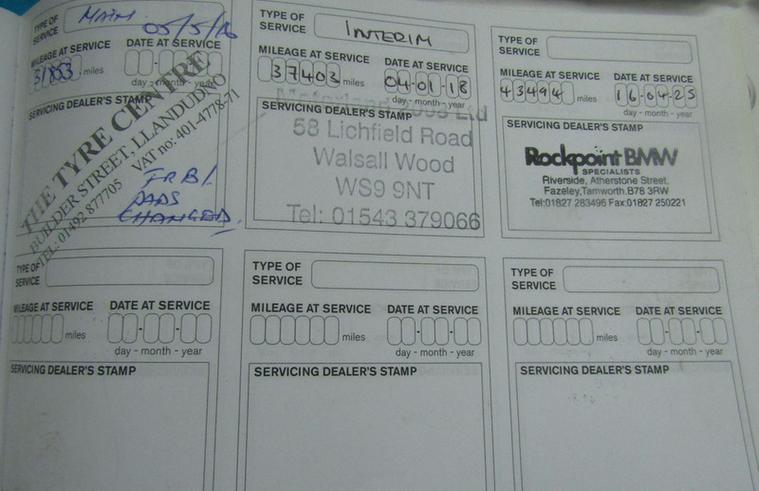 TYPE OF SERVICE MAIN
05/5/16
MILEAGE AT SERVICE DATE AT SERVICE
31853 miles
day - month - year
SERVICING DEALER'S STAMP
THE TYRE CENTRE
BUILDER STREET, LLANDUDNO
TEL: 01492 877705 VAT no: 401-4778-71
PADS
CHANGED.
TYPE OF SERVICE INTERIM
MILEAGE AT SERVICE DATE AT SERVICE
37403 miles 04-01-18
day - month - year
SERVICING DEALER'S STAMP
Ltd
58 Lichfield Road
Walsall Wood
WS9 9NT
Tel: 01543 379066
TYPE OF SERVICE
MILEAGE AT SERVICE DATE AT SERVICE
43494 miles 16-04-25
day - month - year
SERVICING DEALER'S STAMP
Rockpoint BMW
SPECIALISTS
Riverside, Atherstone Street,
Fazeley,Tamworth.B78 3RW
Tel:01827 283496 Fax:01827 250221
TYPE OF SERVICE
MILEAGE AT SERVICE DATE AT SERVICE
miles
day - month - year
SERVICING DEALER'S STAMP
TYPE OF SERVICE
MILEAGE AT SERVICE DATE AT SERVICE
miles
day - month - year
SERVICING DEALER'S STAMP
TYPE OF SERVICE
MILEAGE AT SERVICE DATE AT SERVICE
miles
day - month - year
SERVICING DEALER'S STAMP